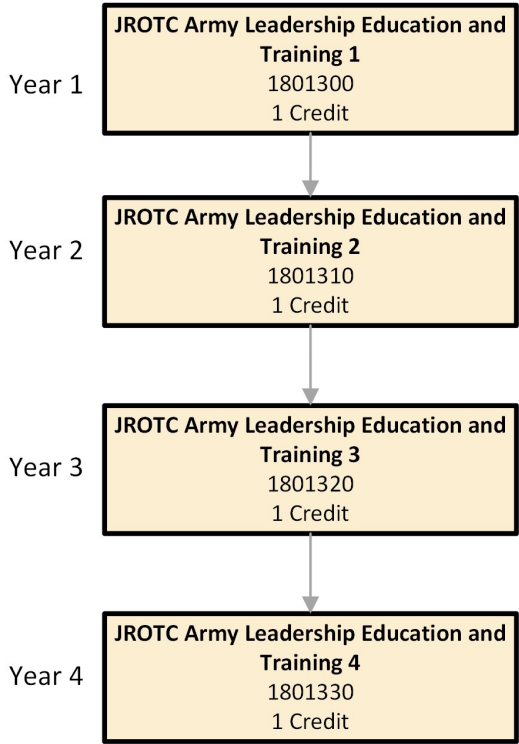 JROTC Army Leadership Education and
Training 1
Year 1
1801300
1 Credit
JROTC Army Leadership Education and
Training 2
Year 2
1801310
1 Credit
JROTC Army Leadership Education and
Training 3
Year 3
1801320
1 Credit
JROTC Army Leadership Education and
Training 4
Year 4
1801330
1 Credit